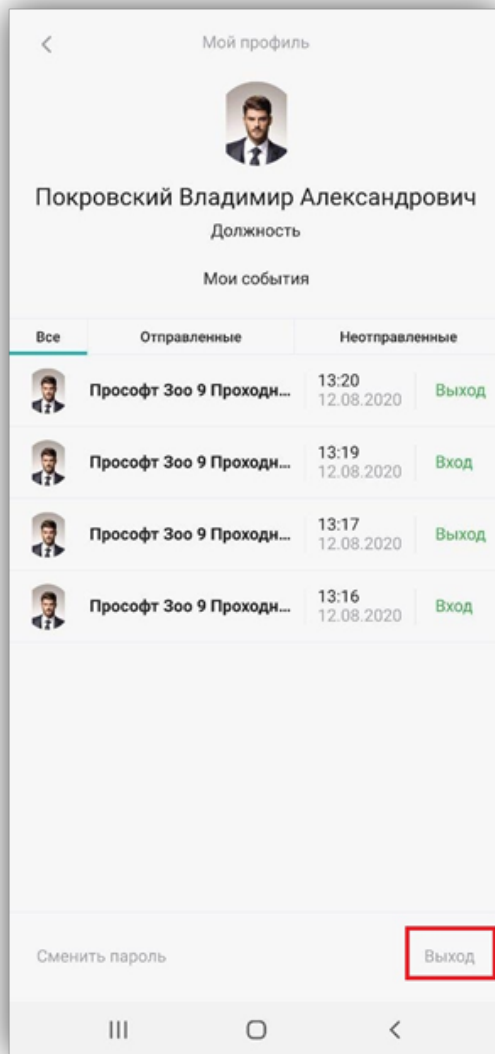 Мой профиль
Покровский Владимир Александрович
Должность
Мои события
Все Отправленные Неотправленные
Прософт Зоо 9 Проходн... 13:20 Выход
12.08.2020
Прософт Зоо 9 Проходн... 13:19 Вход
12.08.2020
Прософт Зоо 9 Проходн... 13:17 Выход
12.08.2020
Прософт Зоо 9 Проходн... 13:16 Вход
12.08.2020
Сменить пароль Выход